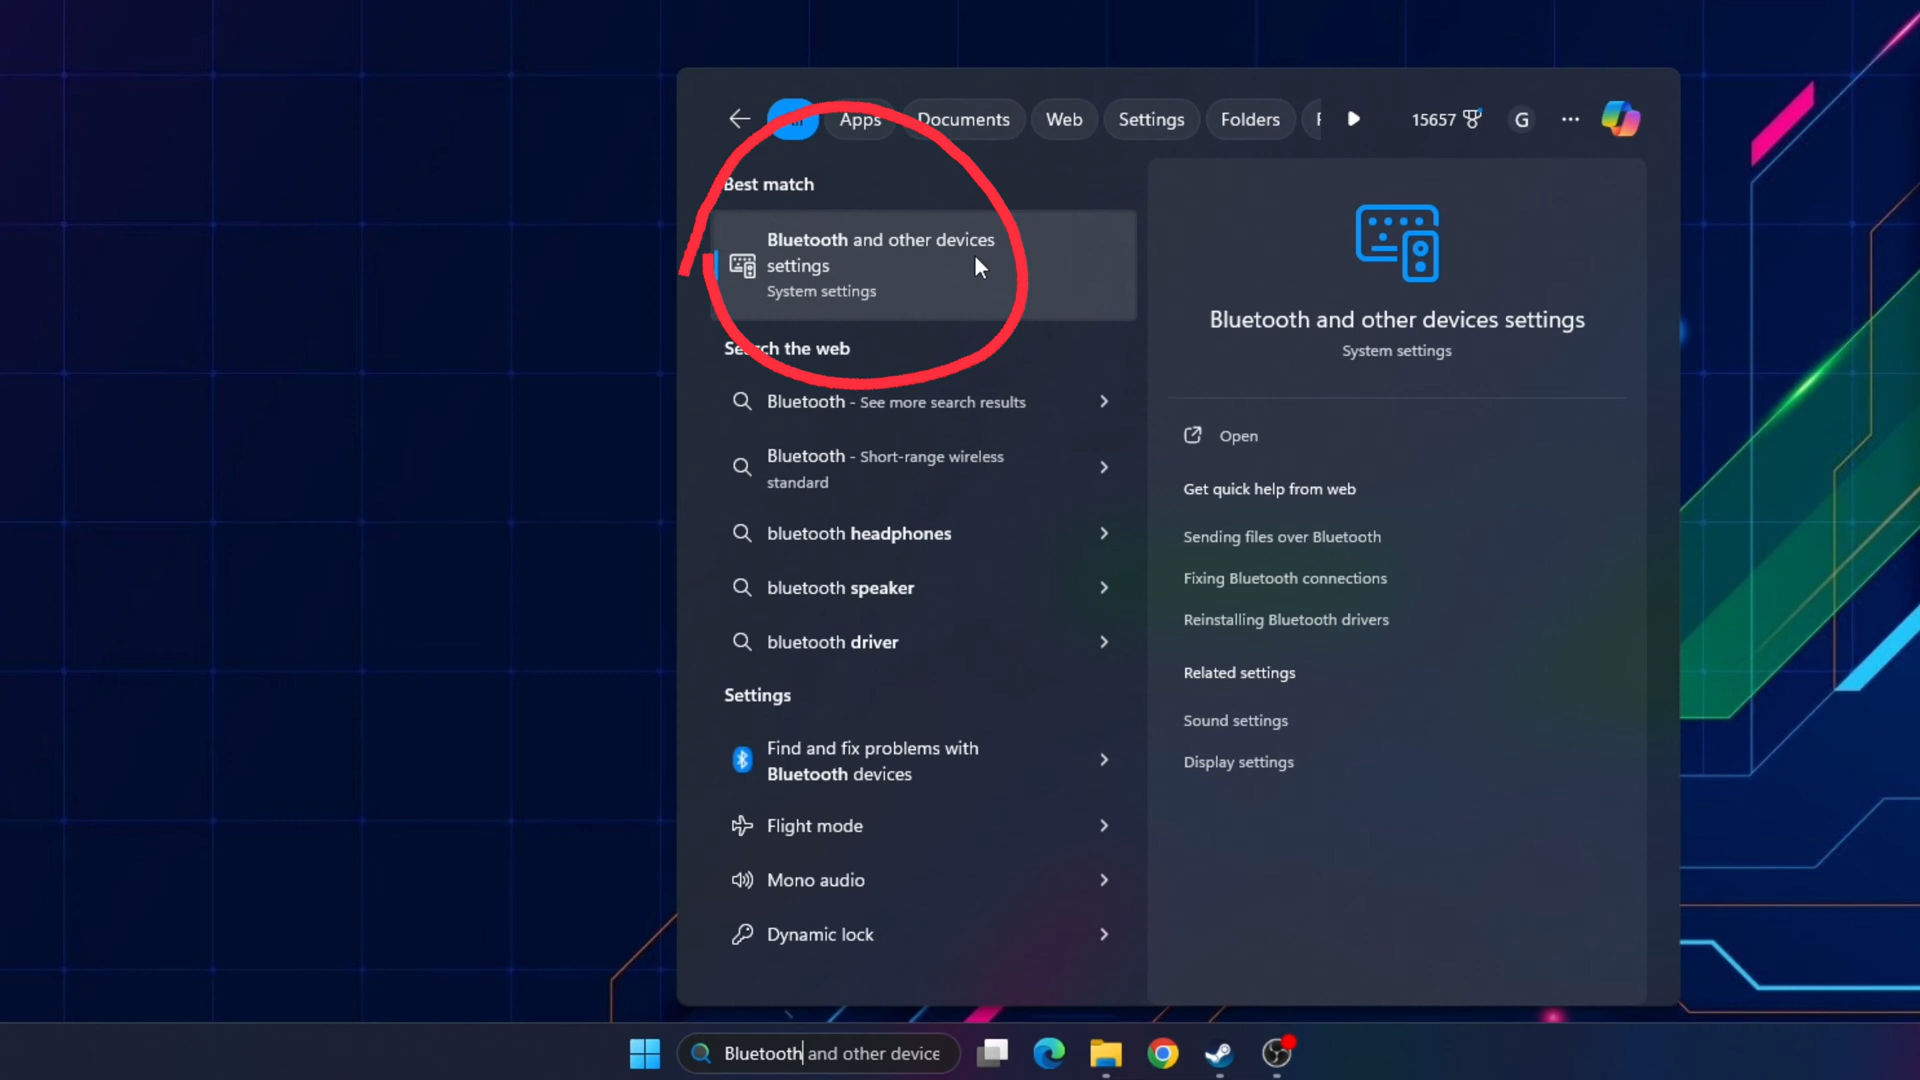 All Apps Documents Web Settings Folders 15657 G
Best match
Bluetooth and other devices
settings
System settings
Search the web
Bluetooth - See more search results
Bluetooth - Short-range wireless
standard
bluetooth headphones
bluetooth speaker
bluetooth driver
Settings
Find and fix problems with
Bluetooth devices
Flight mode
Mono audio
Dynamic lock
Bluetooth and other devices settings
System settings
Open
Get quick help from web
Sending files over Bluetooth
Fixing Bluetooth connections
Reinstalling Bluetooth drivers
Related settings
Sound settings
Display settings
Bluetooth and other device